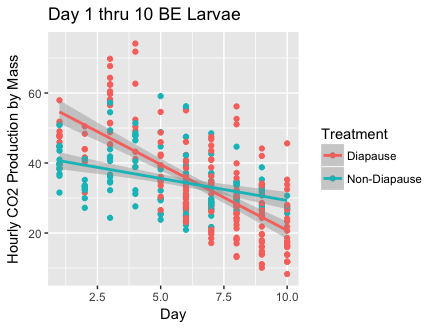 Day 1 thru 10 BE Larvae
Hourly CO2 Production by Mass
60
40
20
2.5
5.0
7.5
10.0
Day
Treatment
Diapause
Non-Diapause